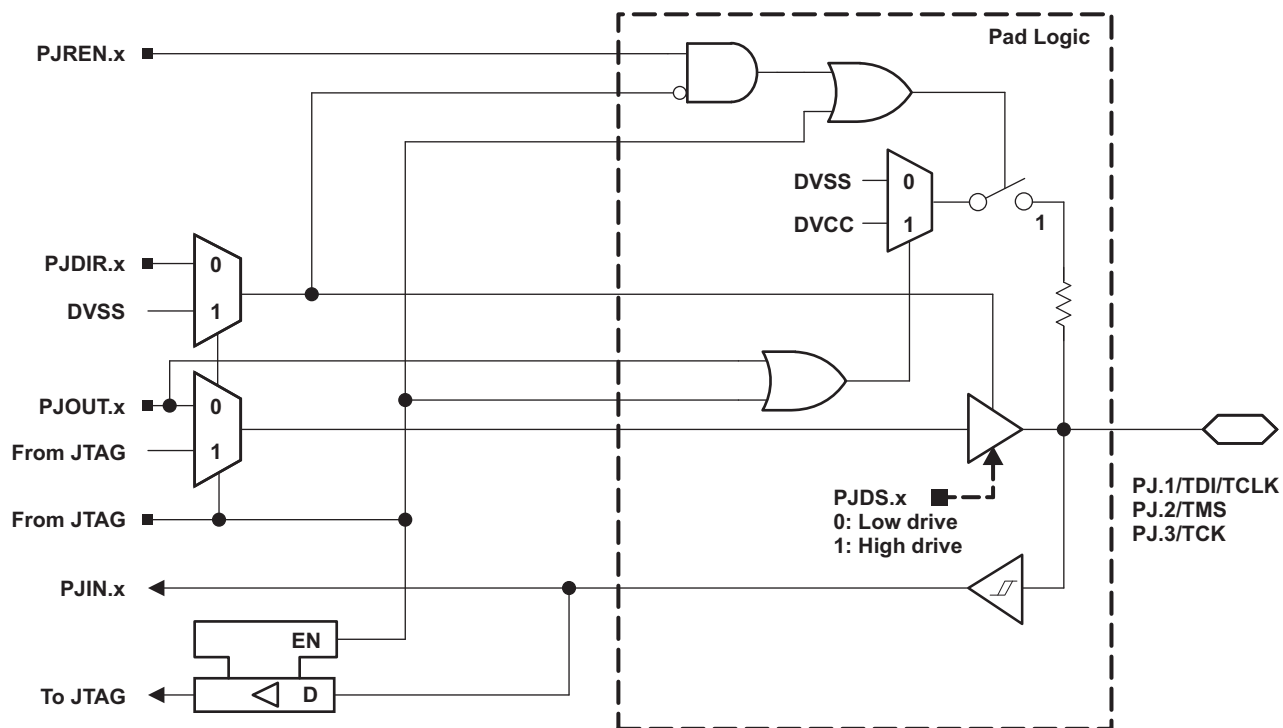 Pad Logic
PJREN.x
DVSS
0
DVCC
1
1
PJDIR.x
0
DVSS
1
PJOUT.x
0
From JTAG
1
From JTAG
PJDS.x
0: Low drive
1: High drive
PJ.1/TDI/TCLK
PJ.2/TMS
PJ.3/TCK
PJIN.x
EN
To JTAG
D